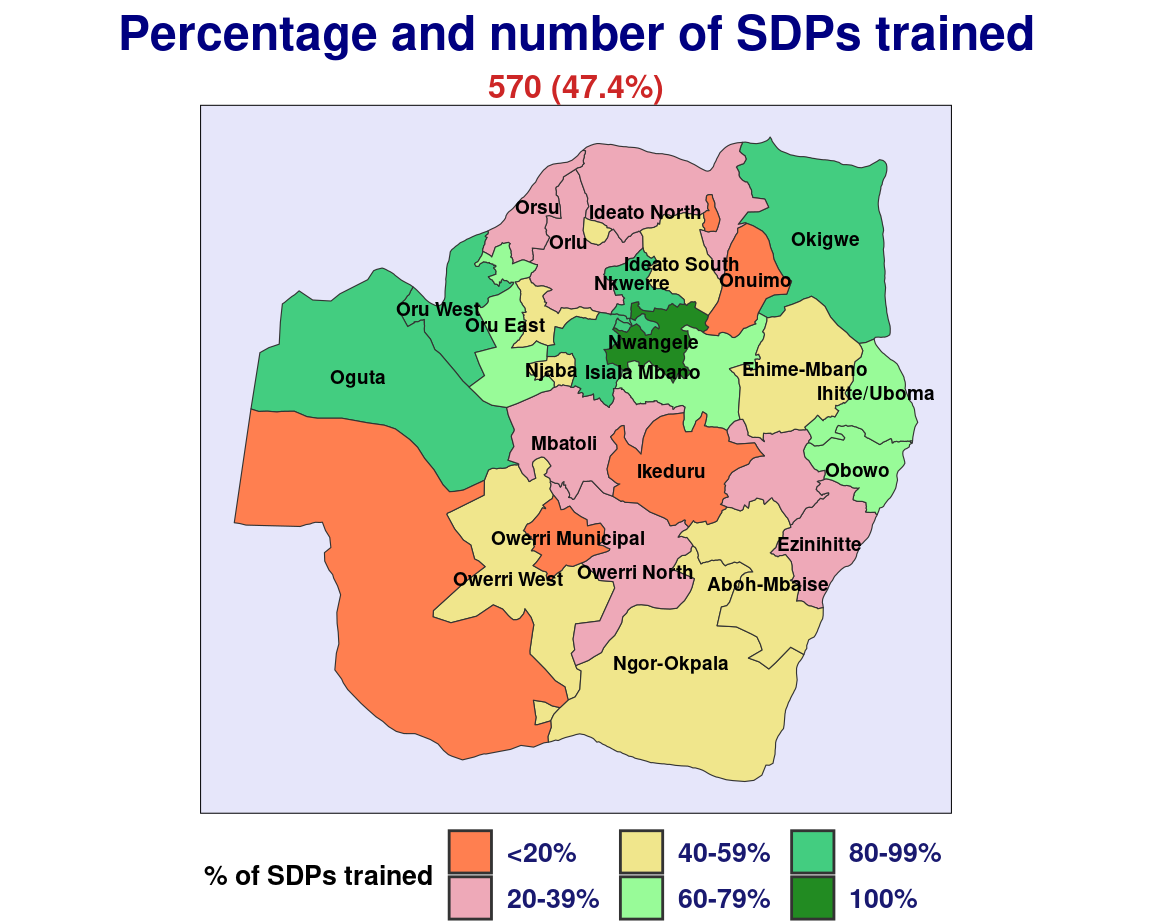 Percentage and number of SDPs trained
570 (47.4%)
Orsu
Ideato North
Orlu
Okigwe
Ideato South
Nkwerre
Onuimo
Oru West
Oru East
Nwangele
Njaba
Isiala Mbano
Ehime-Mbano
Oguta
Ihitte/Uboma
Mbatoli
Ikeduru
Obowo
Owerri Municipal
Ezinihitte
Owerri West
Owerri North
Aboh-Mbaise
Ngor-Okpala
% of SDPs trained
<20%
40-59%
80-99%
20-39%
60-79%
100%